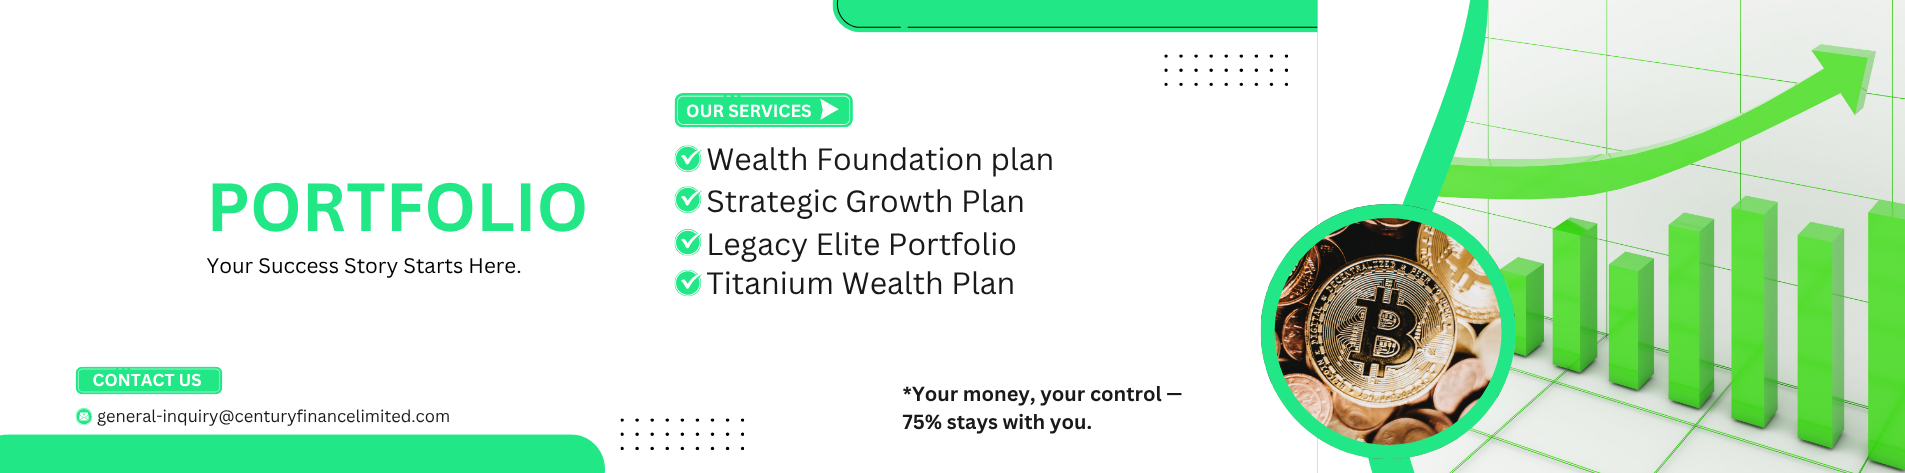 PORTFOLIO
Your Success Story Starts Here.
CONTACT US
general-inquiry@centuryfinancelimited.com
OUR SERVICES
Wealth Foundation plan
Strategic Growth Plan
Legacy Elite Portfolio
Titanium Wealth Plan
*Your money, your control —
75% stays with you.